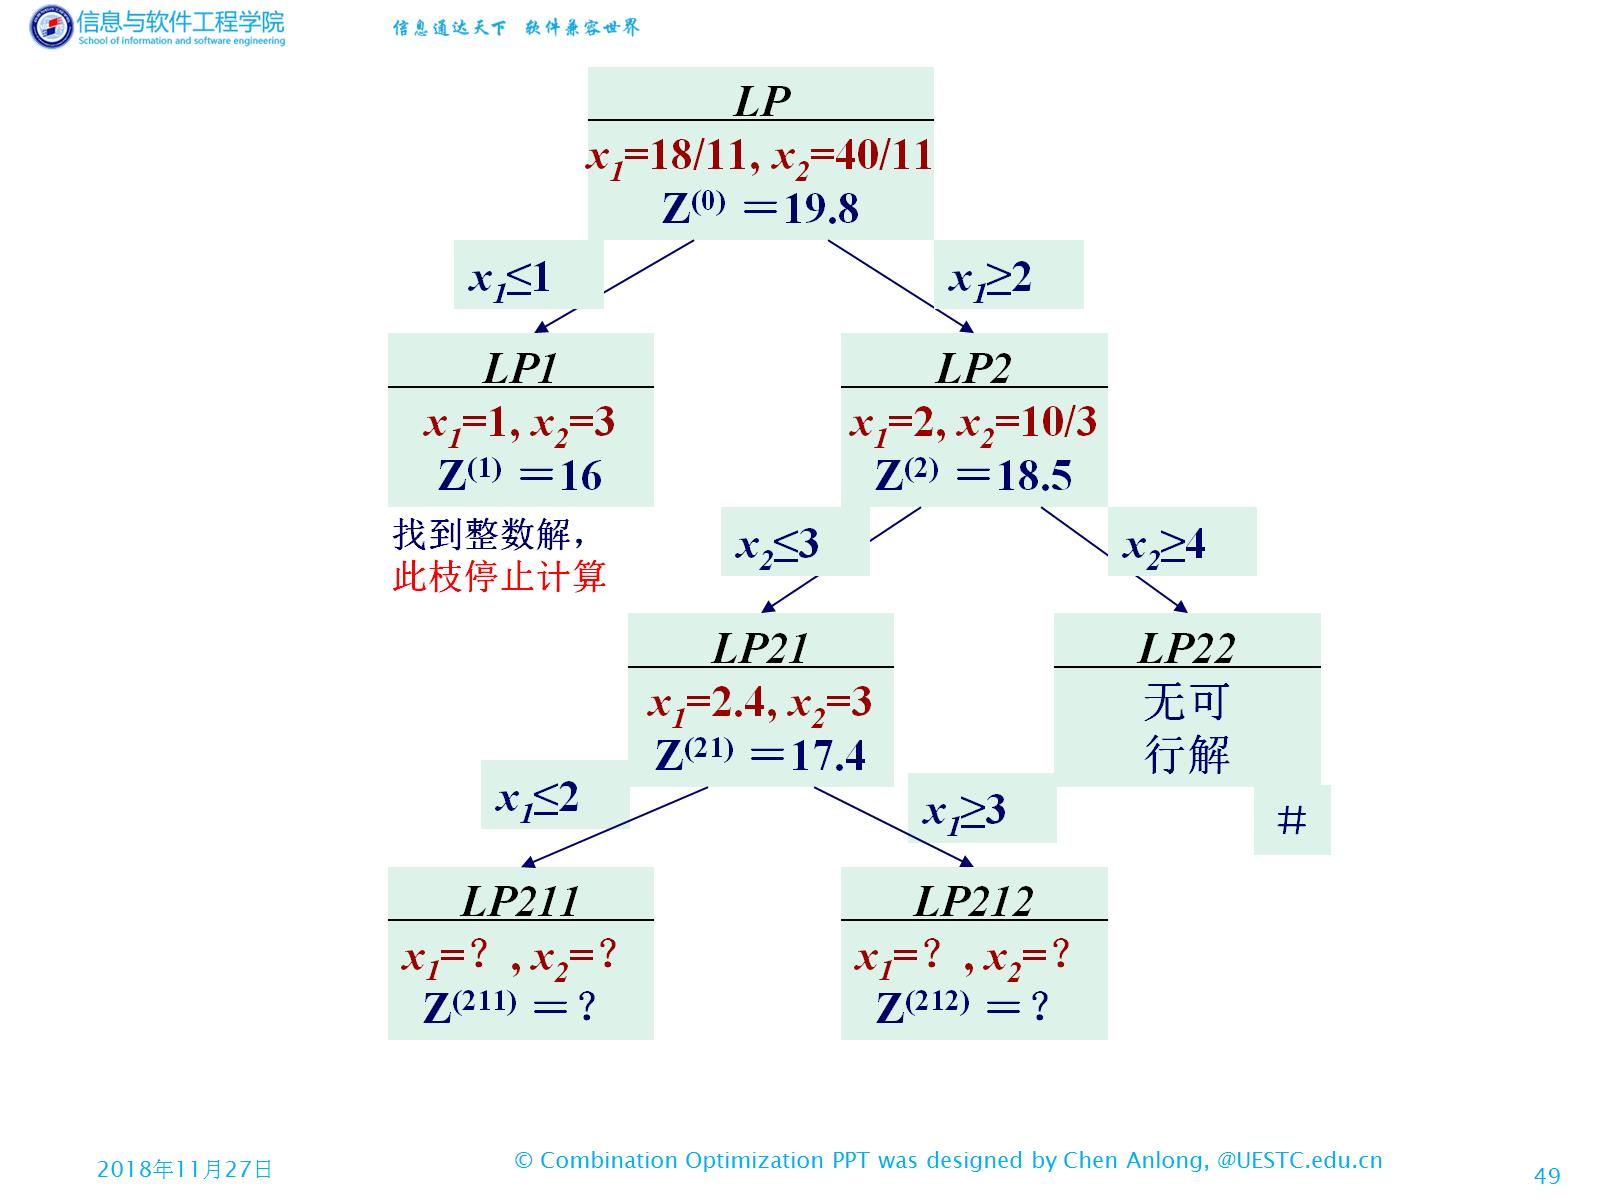 信息与软件工程学院
School of information and software engineering
信息通达天下 软件兼容世界
LP
x₁=18/11, x₂=40/11
Z⁽⁰⁾ ＝19.8
x₁≤1
x₁≥2
LP1
x₁=1, x₂=3
Z⁽¹⁾ ＝16
找到整数解，
此枝停止计算
LP2
x₁=2, x₂=10/3
Z⁽²⁾ ＝18.5
x₂≤3
x₂≥4
LP21
x₁=2.4, x₂=3
Z⁽²¹⁾ ＝17.4
LP22
无可
行解
＃
x₁≤2
x₁≥3
LP211
x₁=？, x₂=？
Z⁽²¹¹⁾ ＝？
LP212
x₁=？, x₂=？
Z⁽²¹²⁾ ＝？
2018年11月27日
© Combination Optimization PPT was designed by Chen Anlong, @UESTC.edu.cn
49